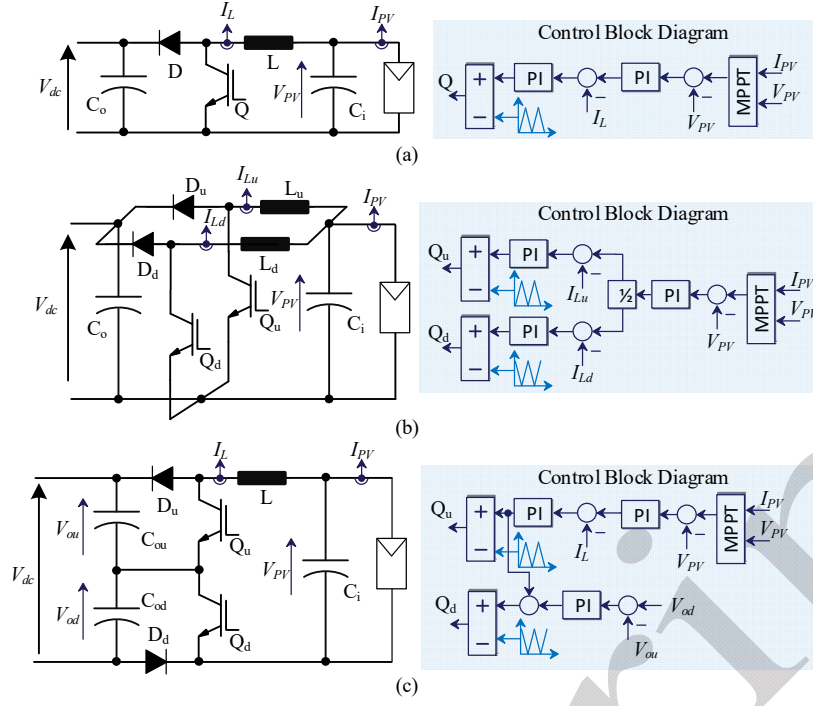 I_L
I_PV
Control Block Diagram
D
L
V_dc
C_o
Q
V_PV
C_i
Q
+
−
PI
−
I_L
PI
−
V_PV
MPPT
I_PV
V_PV
(a)
D_u
I_Lu
L_u
I_PV
Control Block Diagram
I_Ld
D_d
L_d
V_dc
C_o
Q_d
Q_u
V_PV
C_i
Q_u
+
−
PI
−
I_Lu
½
PI
−
V_PV
MPPT
I_PV
V_PV
Q_d
+
−
PI
−
I_Ld
(b)
I_L
I_PV
Control Block Diagram
D_u
L
V_ou
C_ou
Q_u
V_dc
V_PV
C_i
V_od
C_od
Q_d
D_d
Q_u
+
−
PI
−
I_L
PI
−
V_PV
MPPT
I_PV
V_PV
Q_d
+
−
PI
−
V_od
V_ou
(c)